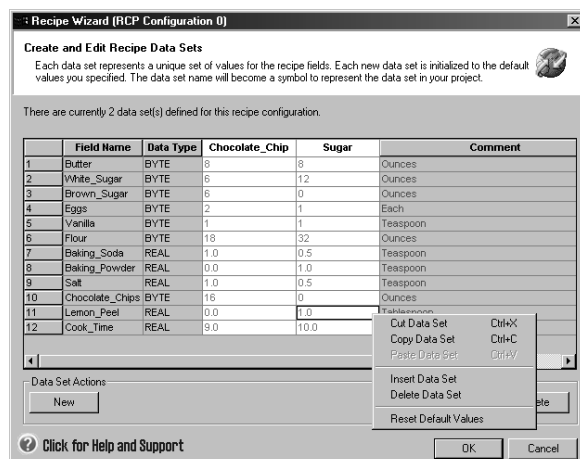 Recipe Wizard (RCP Configuration 0)
Create and Edit Recipe Data Sets
Each data set represents a unique set of values for the recipe fields. Each new data set is initialized to the default
values you specified. The data set name will become a symbol to represent the data set in your project.
There are currently 2 data set(s) defined for this recipe configuration.
Field Name Data Type Chocolate_Chip Sugar Comment
1 Butter BYTE 8 8 Ounces
2 White_Sugar BYTE 6 12 Ounces
3 Brown_Sugar BYTE 6 0 Ounces
4 Eggs BYTE 2 1 Each
5 Vanilla BYTE 1 1 Teaspoon
6 Flour BYTE 18 32 Ounces
7 Baking_Soda REAL 1.0 0.5 Teaspoon
8 Baking_Powder REAL 0.0 1.0 Teaspoon
9 Salt REAL 1.0 0.5 Teaspoon
10 Chocolate_Chips BYTE 16 0 Ounces
11 Lemon_Peel REAL 0.0 1.0 Tablespoon
12 Cook_Time REAL 9.0 10.0
Cut Data Set Ctrl+X
Copy Data Set Ctrl+C
Paste Data Set Ctrl+V
Insert Data Set
Delete Data Set
Reset Default Values
Data Set Actions
New
ete
Click for Help and Support
OK Cancel